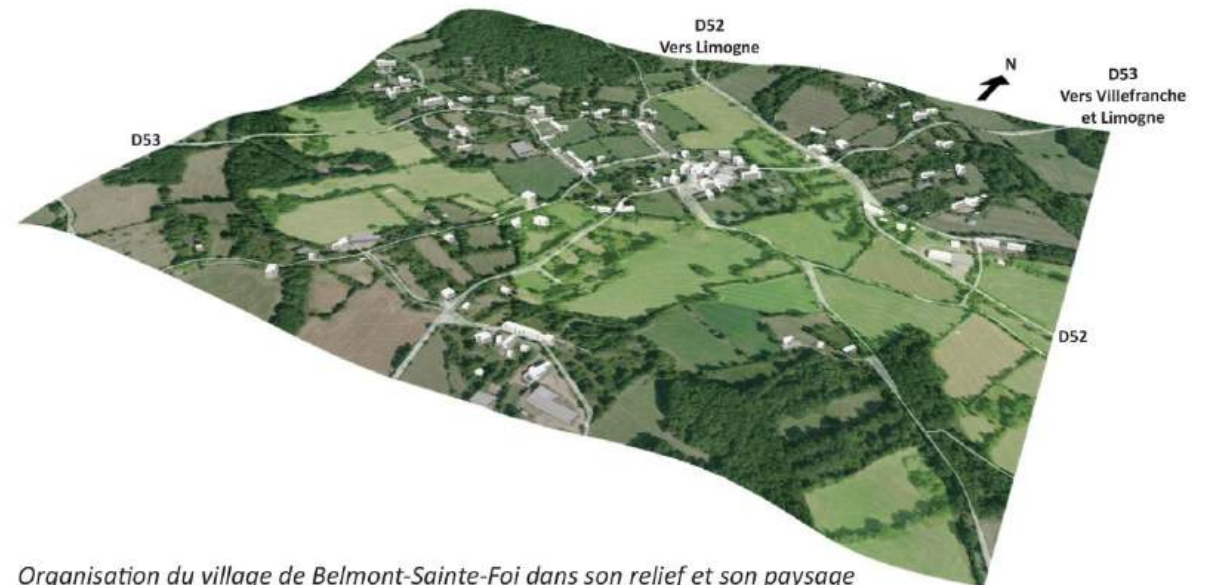 D52
Vers Limogne
N
D53
Vers Villefranche
et Limogne
D53
D52
Organisation du village de Belmont-Sainte-Foi dans son relief et son paysage